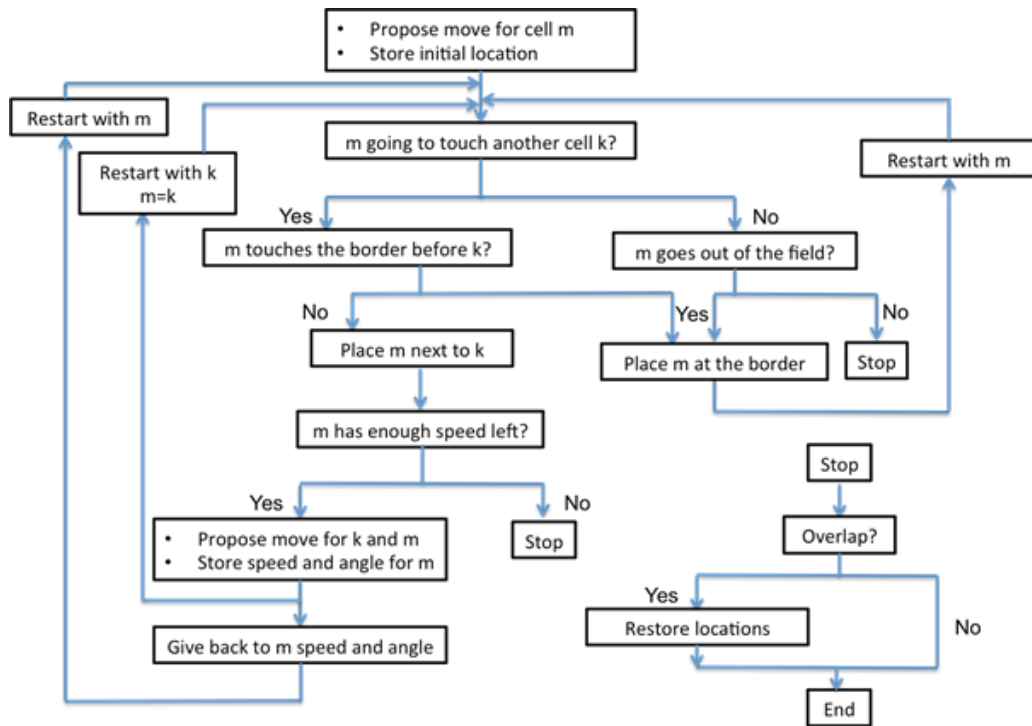 • Propose move for cell m
• Store initial location
Restart with m
m going to touch another cell k?
Restart with m
Restart with k
m=k
Yes
No
m touches the border before k?
m goes out of the field?
No
Yes
No
Place m next to k
Place m at the border
Stop
m has enough speed left?
Stop
Yes
No
• Propose move for k and m
• Store speed and angle for m
Stop
Overlap?
Yes
Restore locations
No
Give back to m speed and angle
End